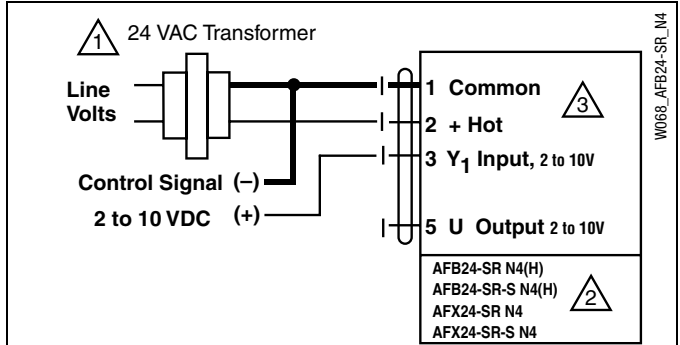 1 24 VAC Transformer
Line
Volts
1 Common
3
2 + Hot
3 Y1 Input, 2 to 10V
Control Signal (–)
2 to 10 VDC (+)
5 U Output 2 to 10V
AFB24-SR N4(H)
AFB24-SR-S N4(H)
2
AFX24-SR N4
AFX24-SR-S N4
W068_AFB24-SR_N4